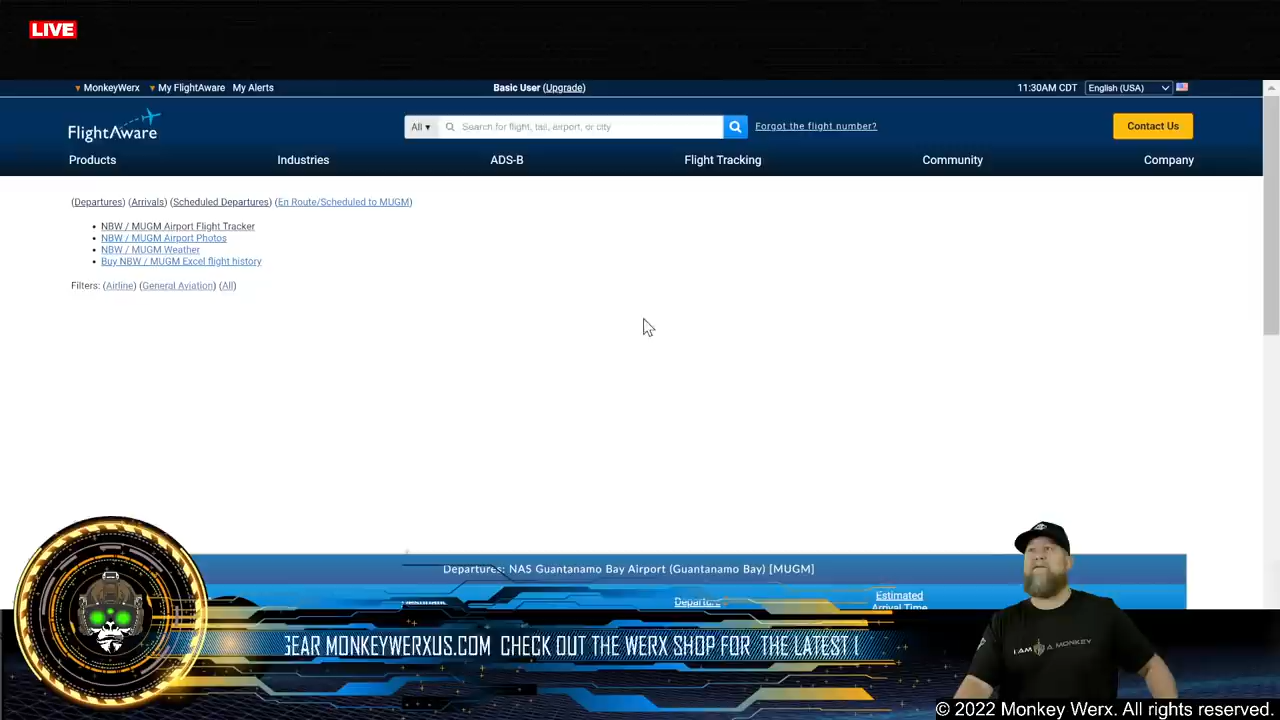 LIVE
MonkeyWerx My FlightAware My Alerts Basic User (Upgrade) 11:30AM CDT English (USA)
FlightAware
All Search for flight, tail, airport, or city Forgot the flight number? Contact Us
Products Industries ADS-B Flight Tracking Community Company
(Departures) (Arrivals) (Scheduled Departures) (En Route/Scheduled to MUGM)
• NBW / MUGM Airport Flight Tracker
• NBW / MUGM Airport Photos
• NBW / MUGM Weather
• Buy NBW / MUGM Excel flight history
Filters: (Airline) (General Aviation) (All)
Departures: NAS Guantanamo Bay Airport (Guantanamo Bay) [MUGM]
Estimated
Arrival Time
GEAR MONKEYWERXUS.COM CHECK OUT THE WERX SHOP FOR THE LATEST
I AM A MONKEY
© 2022 Monkey Werx. All rights reserved.